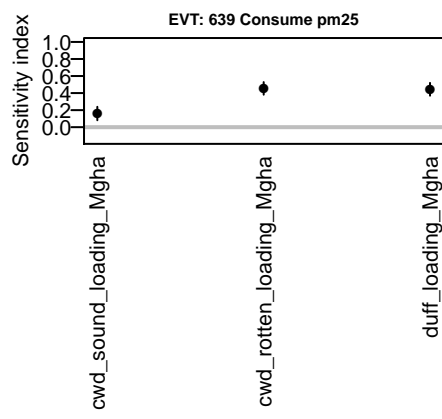 EVT: 639 Consume pm25
Sensitivity index
1.0
0.8
0.6
0.4
0.2
0.0
cwd_sound_loading_Mgha
cwd_rotten_loading_Mgha
duff_loading_Mgha